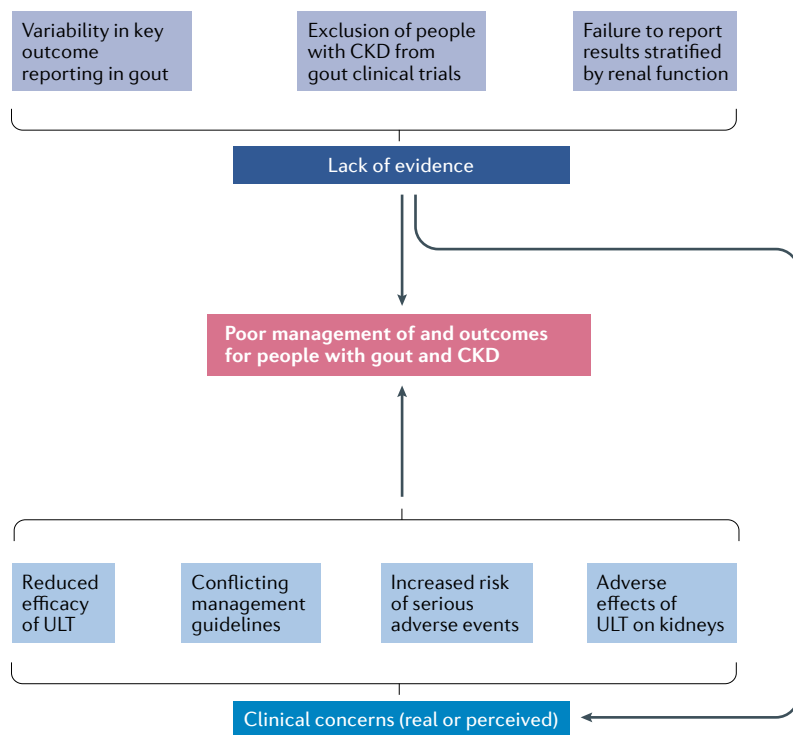 Variability in key
outcome
reporting in gout
Exclusion of people
with CKD from
gout clinical trials
Failure to report
results stratified
by renal function
Lack of evidence
Poor management of and outcomes
for people with gout and CKD
Reduced
efficacy
of ULT
Conflicting
management
guidelines
Increased risk
of serious
adverse events
Adverse
effects of
ULT on kidneys
Clinical concerns (real or perceived)